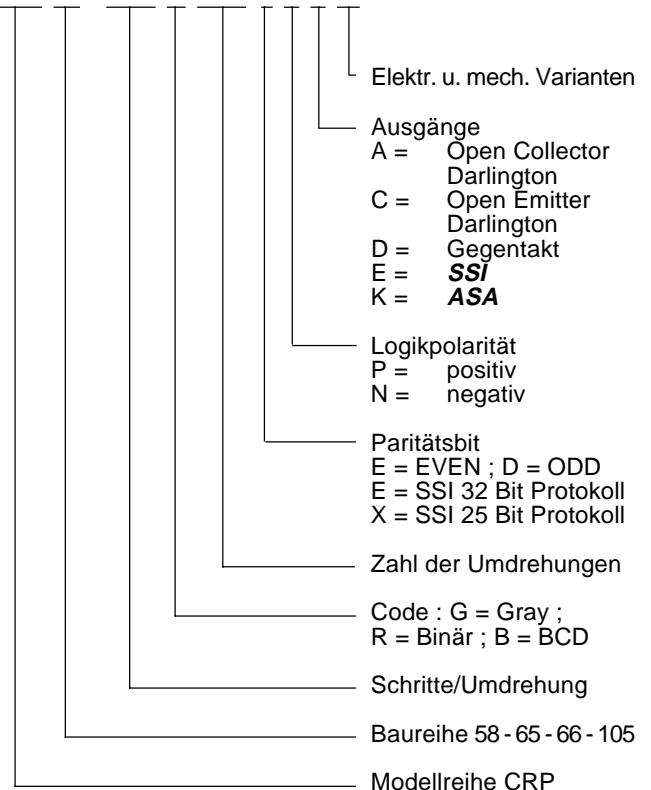 Elektr. u. mech. Varianten
Ausgänge
A = Open Collector
Darlington
C = Open Emitter
Darlington
D = Gegentakt
E = SSI
K = ASA
Logikpolarität
P = positiv
N = negativ
Paritätsbit
E = EVEN ; D = ODD
E = SSI 32 Bit Protokoll
X = SSI 25 Bit Protokoll
Zahl der Umdrehungen
Code : G = Gray ;
R = Binär ; B = BCD
Schritte/Umdrehung
Baureihe 58 - 65 - 66 - 105
Modellreihe CRP